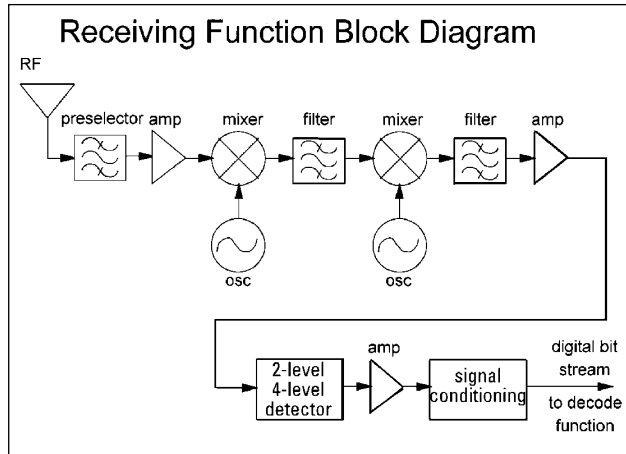 Receiving Function Block Diagram
RF
preselector amp mixer filter mixer filter amp
osc osc
amp
2-level
4-level
detector
signal
conditioning
digital bit
stream
to decode
function